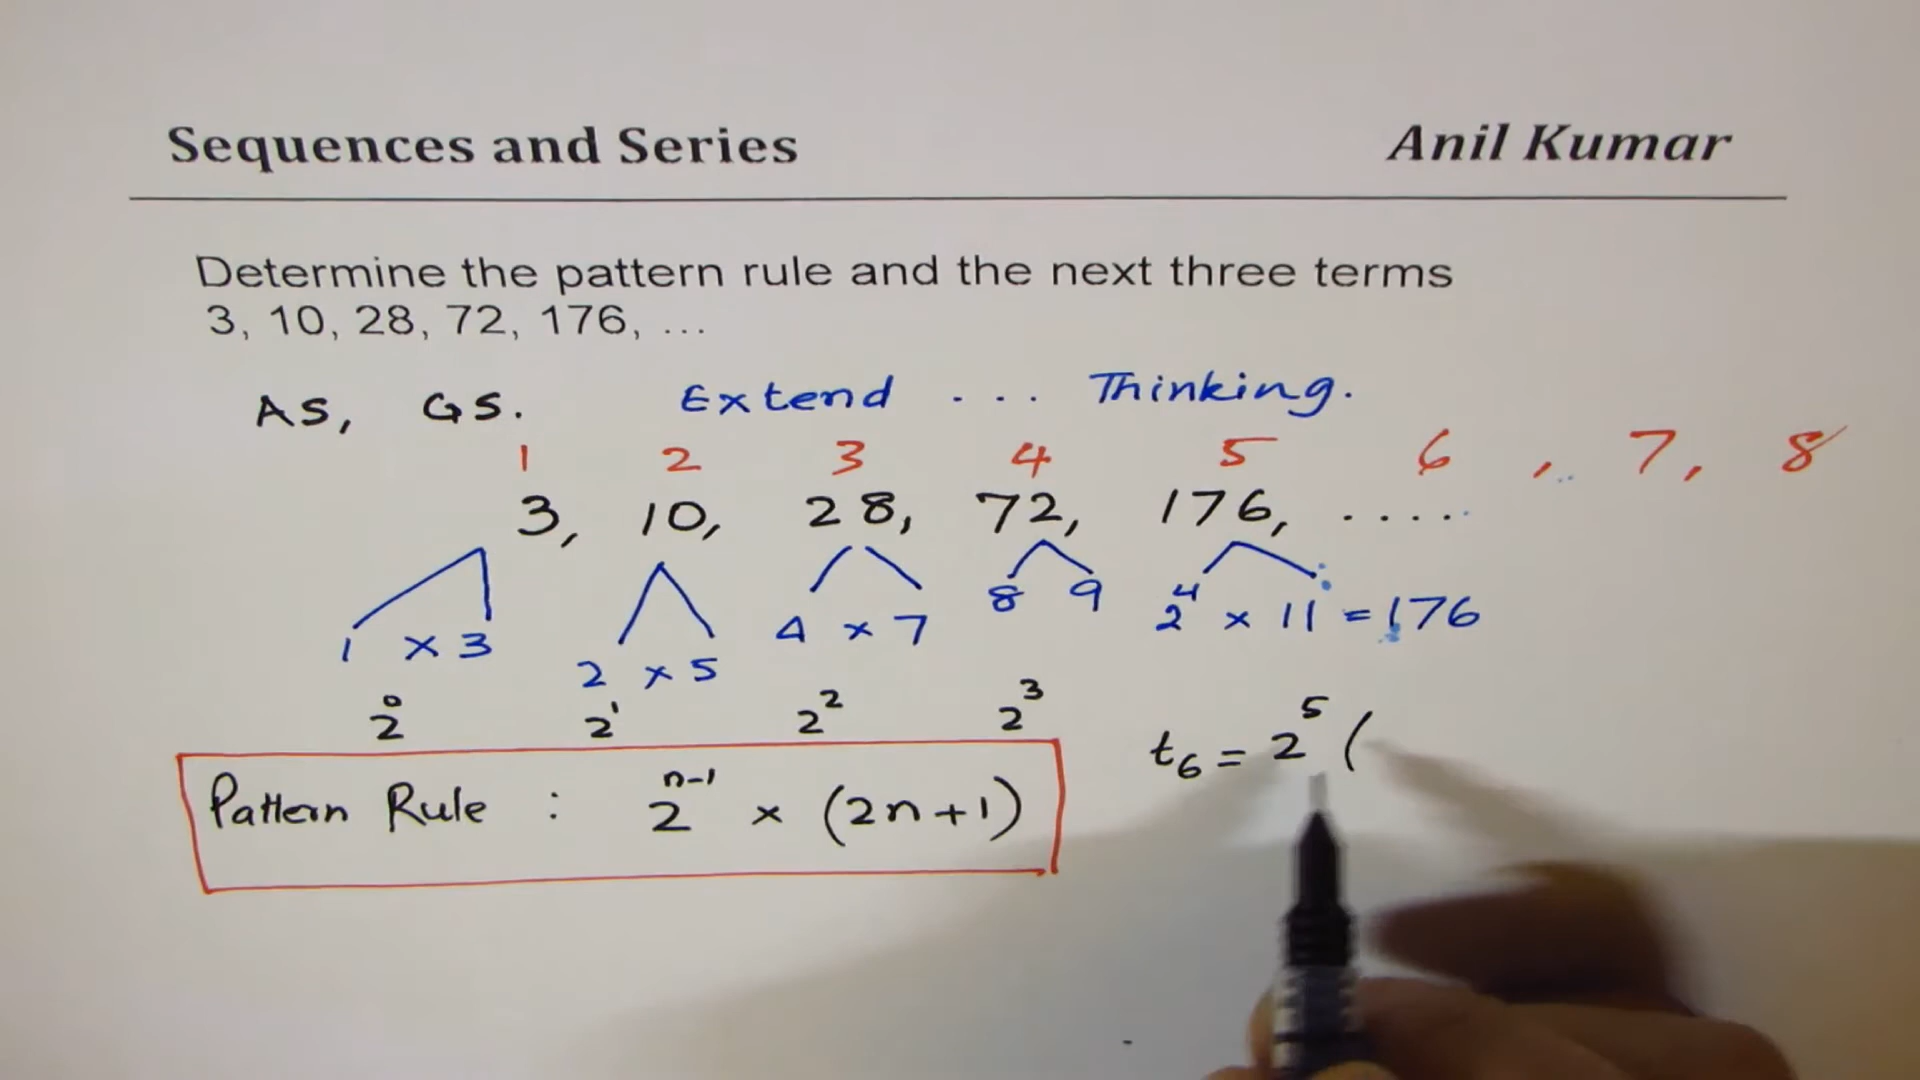 Sequences and Series Anil Kumar
Determine the pattern rule and the next three terms
3, 10, 28, 72, 176, ...
AS, GS. Extend ... Thinking.
1 2 3 4 5 6 , 7, 8
3, 10, 28, 72, 176, .....
1 × 3 2 × 5 4 × 7 8 9 2⁴ × 11 = 176
2⁰ 2¹ 2² 2³
t₆ = 2⁵ (
Pattern Rule : 2ⁿ⁻¹ × (2n+1)